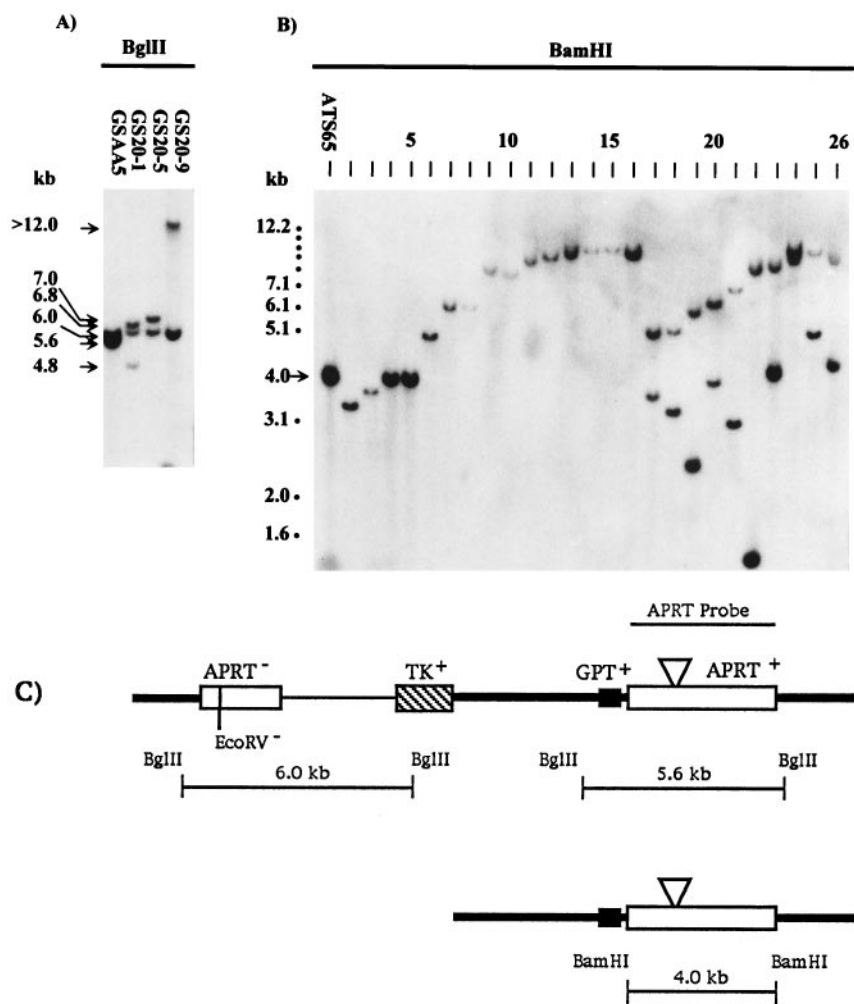 A)
BglII
GSAA5
GS20-1
GS20-5
GS20-9
kb
>12.0
7.0
6.8
6.0
5.6
4.8
B)
BamHI
ATS65 5 10 15 20 26
kb
12.2
7.1
6.1
5.1
4.0
3.1
2.0
1.6
C)
APRT Probe
APRT - TK + GPT + APRT +
EcoRV -
BglII 6.0 kb BglII BglII 5.6 kb BglII
BamHI 4.0 kb BamHI